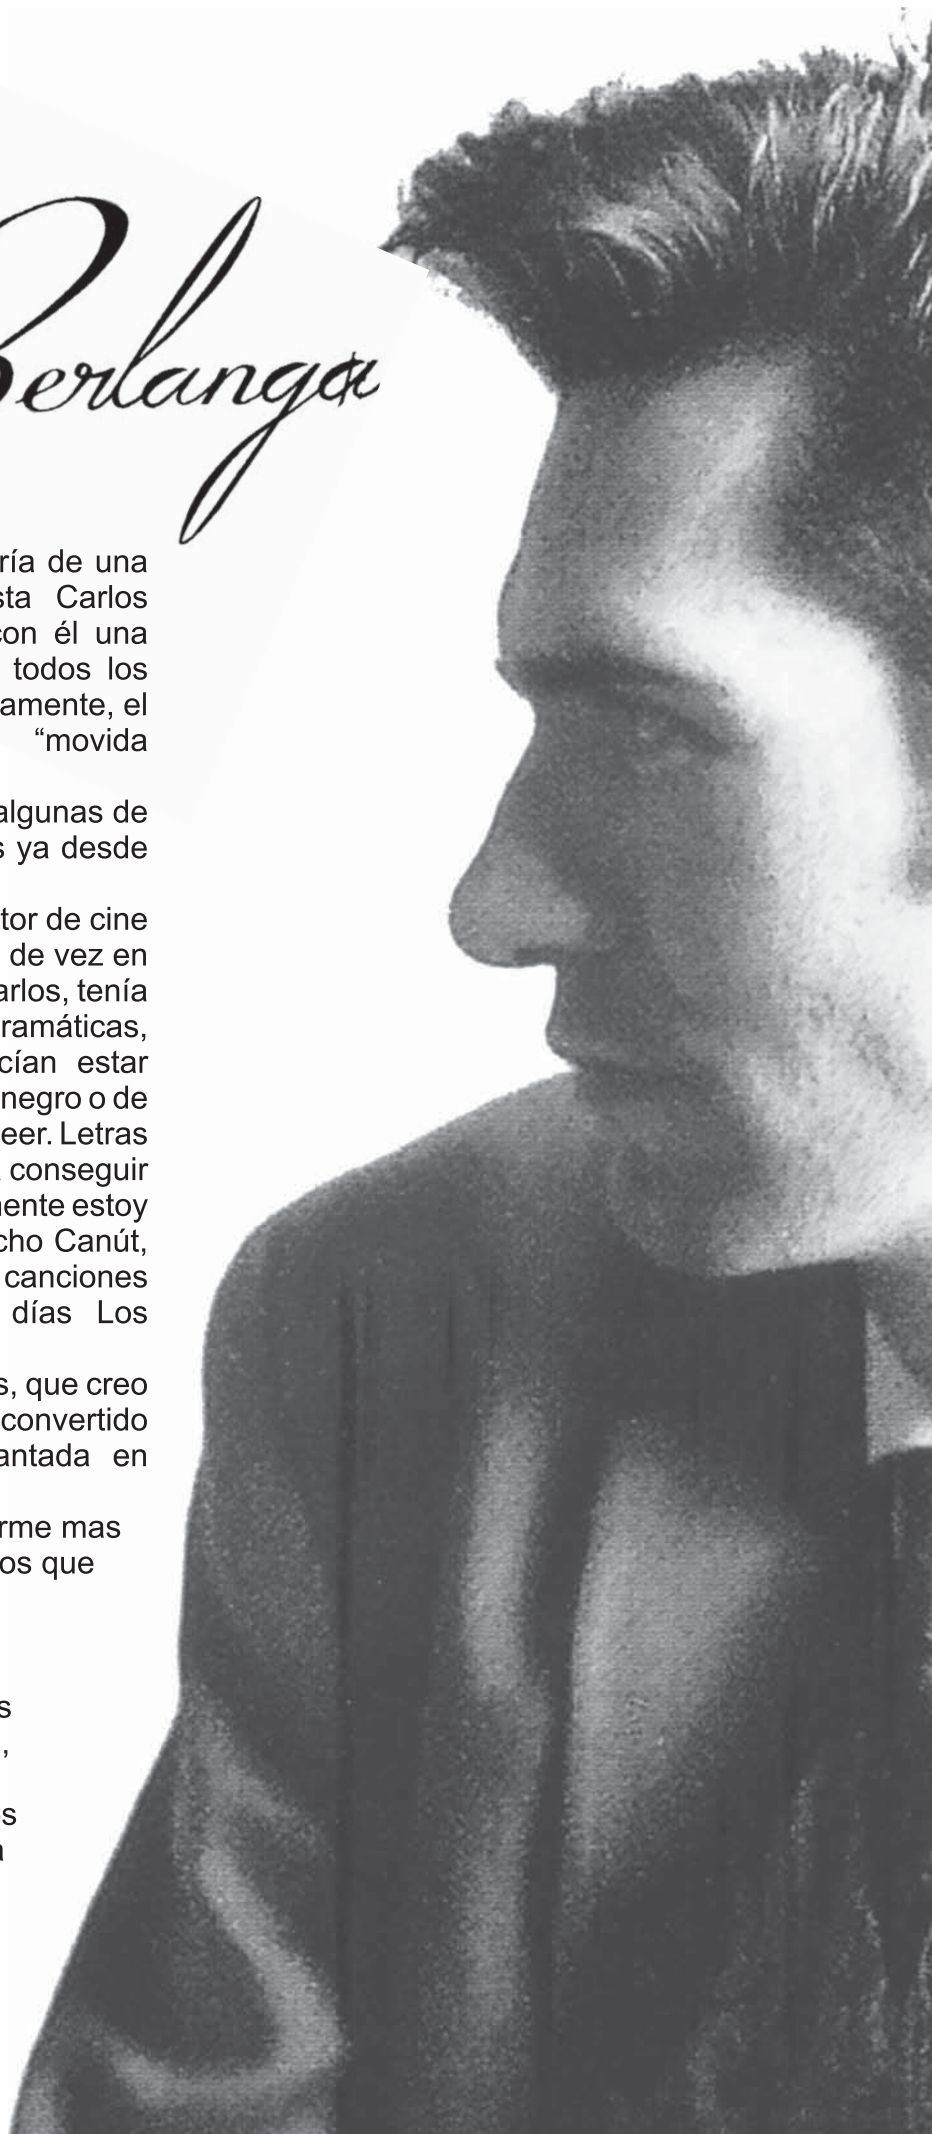 Berlanga
ría de una
sta Carlos
con él una
todos los
amente, el
“movida
algunas de
s ya desde
tor de cine
de vez en
arlos, tenía
ramáticas,
cían estar
negro o de
eer. Letras
conseguir
mente estoy
cho Canút,
canciones
días Los
s, que creo
convertido
antada en
rme mas
os que
s
,
s
a